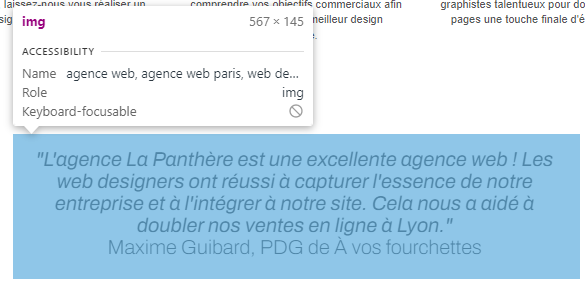 laissez-nous vous réaliser un
comprendre vos objectifs commerciaux afin
graphistes talentueux pour do
meilleur design
pages une touche finale d'é
img
567 × 145
ACCESSIBILITY
Name agence web, agence web paris, web de...
Role img
Keyboard-focusable
"L'agence La Panthère est une excellente agence web ! Les
web designers ont réussi à capturer l'essence de notre
entreprise et à l'intégrer à notre site. Cela nous a aidé à
doubler nos ventes en ligne à Lyon."
Maxime Guibard, PDG de À vos fourchettes